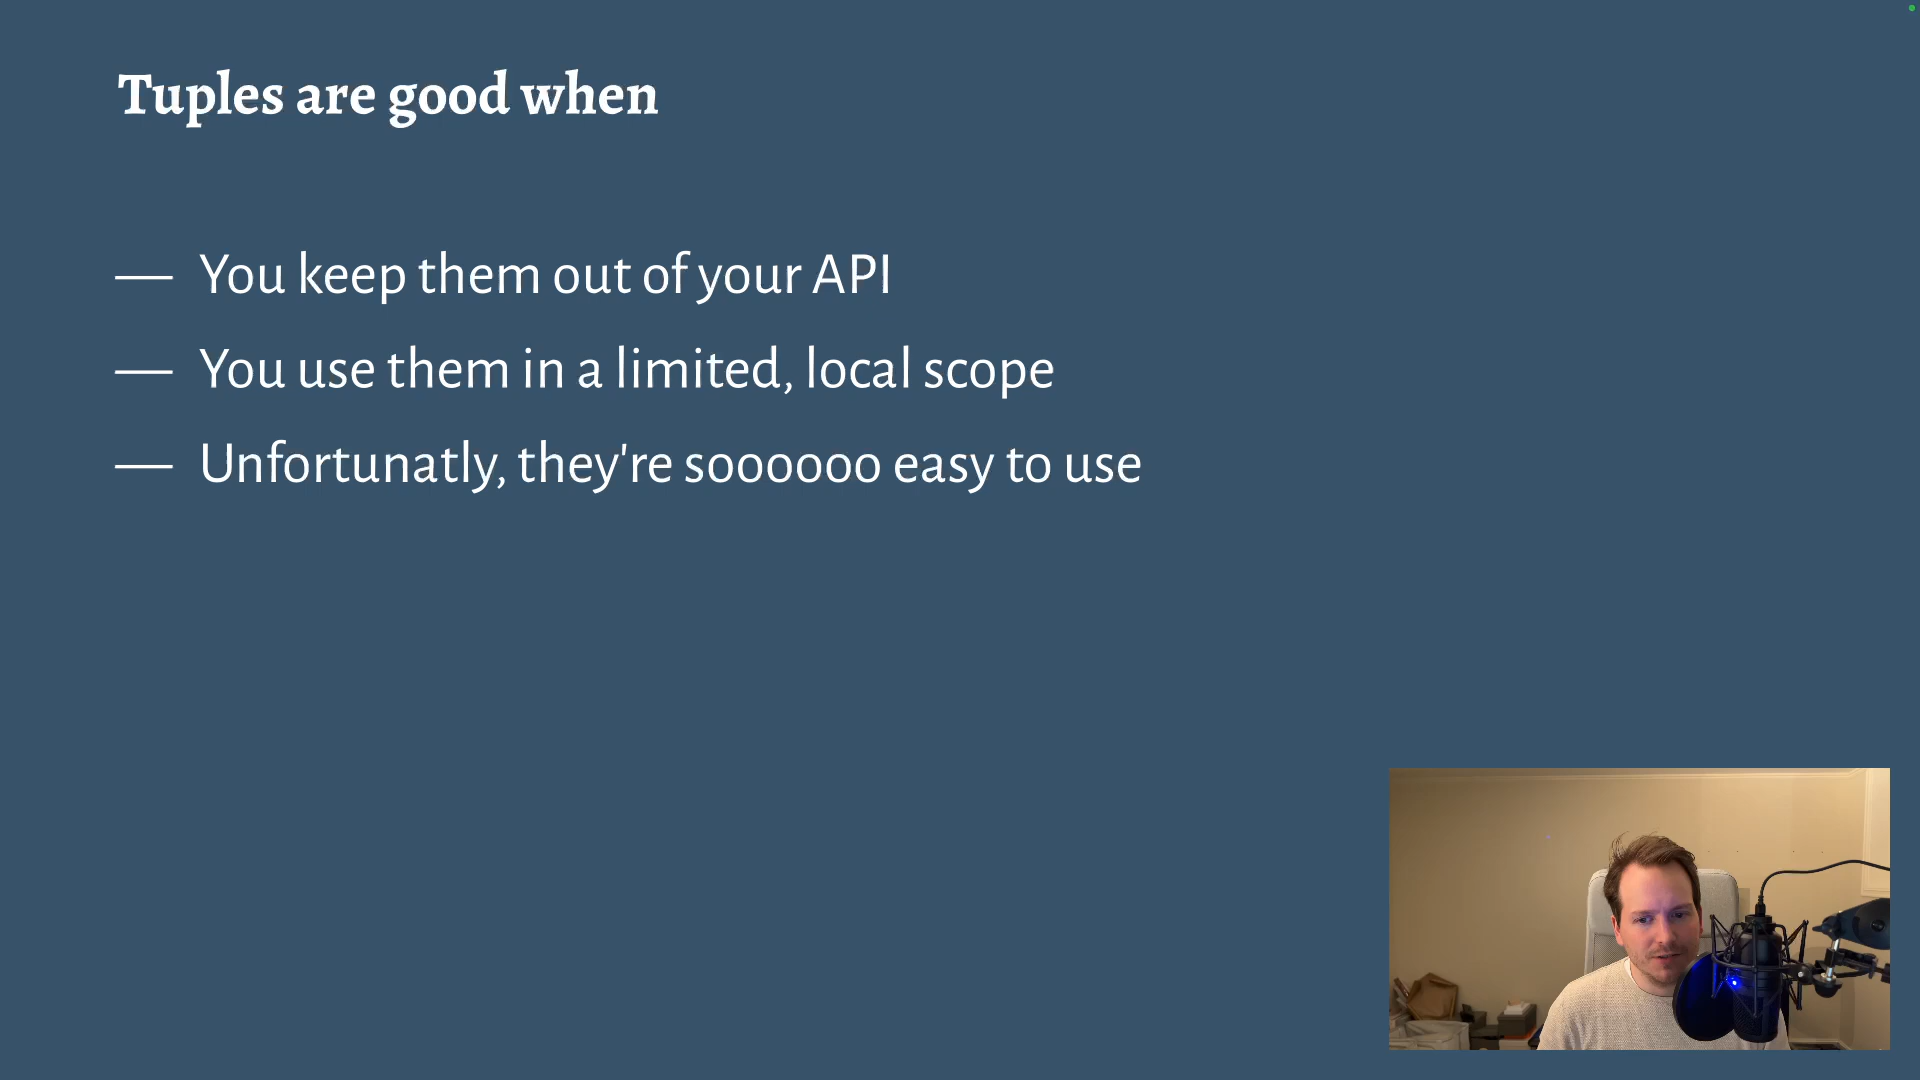 Tuples are good when
— You keep them out of your API
— You use them in a limited, local scope
— Unfortunatly, they're soooooo easy to use